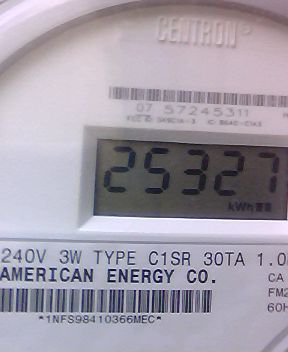 CENTRON
07 57245311
25327
kWh
240V 3W TYPE C1SR 30TA 1.0
AMERICAN ENERGY CO.
CA
FM2
60H
*1NFS98410366MEC*